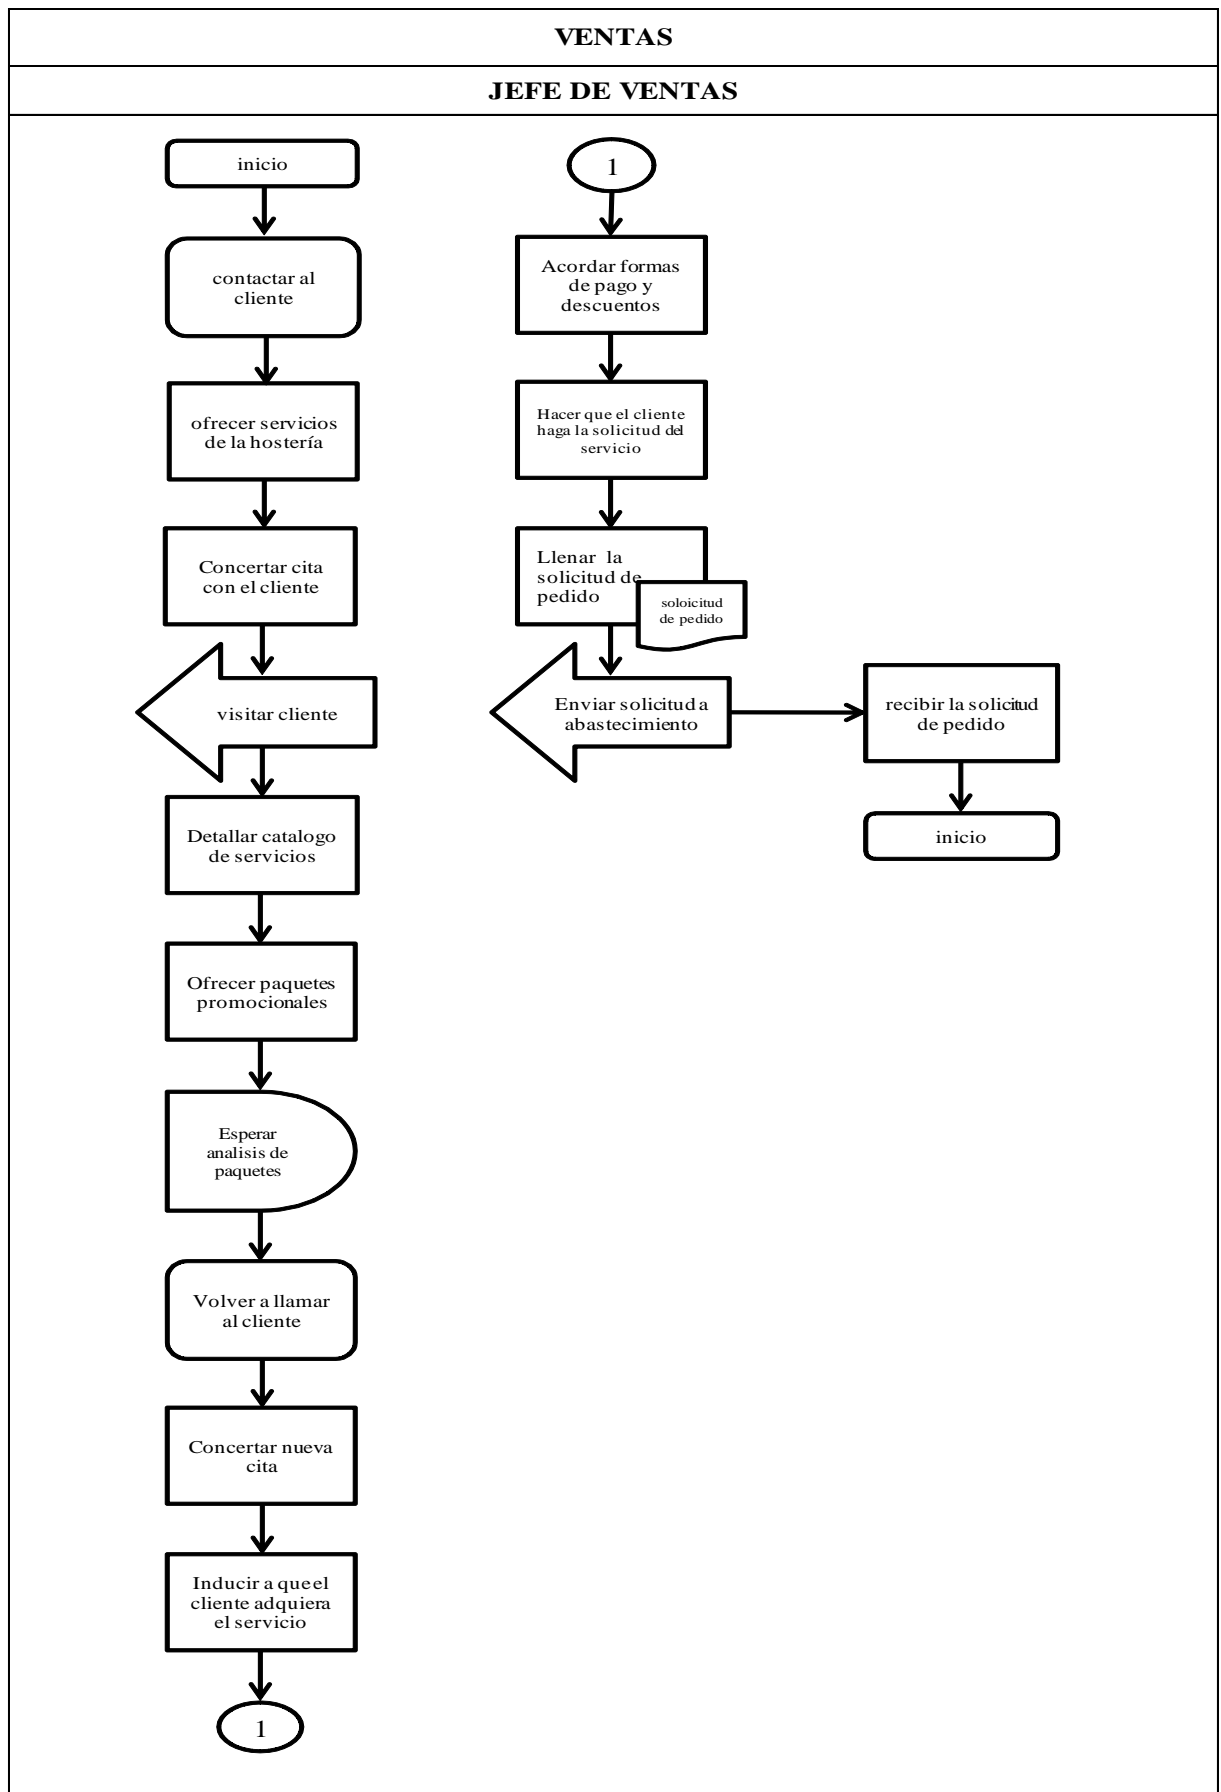 VENTAS
JEFE DE VENTAS
inicio
contactar al
cliente
ofrecer servicios
de la hostería
Concertar cita
con el cliente
visitar cliente
Detallar catalogo
de servicios
Ofrecer paquetes
promocionales
Esperar
analisis de
paquetes
Volver a llamar
al cliente
Concertar nueva
cita
Inducir a que el
cliente adquiera
el servicio
1
1
Acordar formas
de pago y
descuentos
Hacer que el cliente
haga la solicitud del
servicio
Llenar la
solicitud de
pedido
soloicitud
de pedido
Enviar solicitud a
abastecimiento
recibir la solicitud
de pedido
inicio